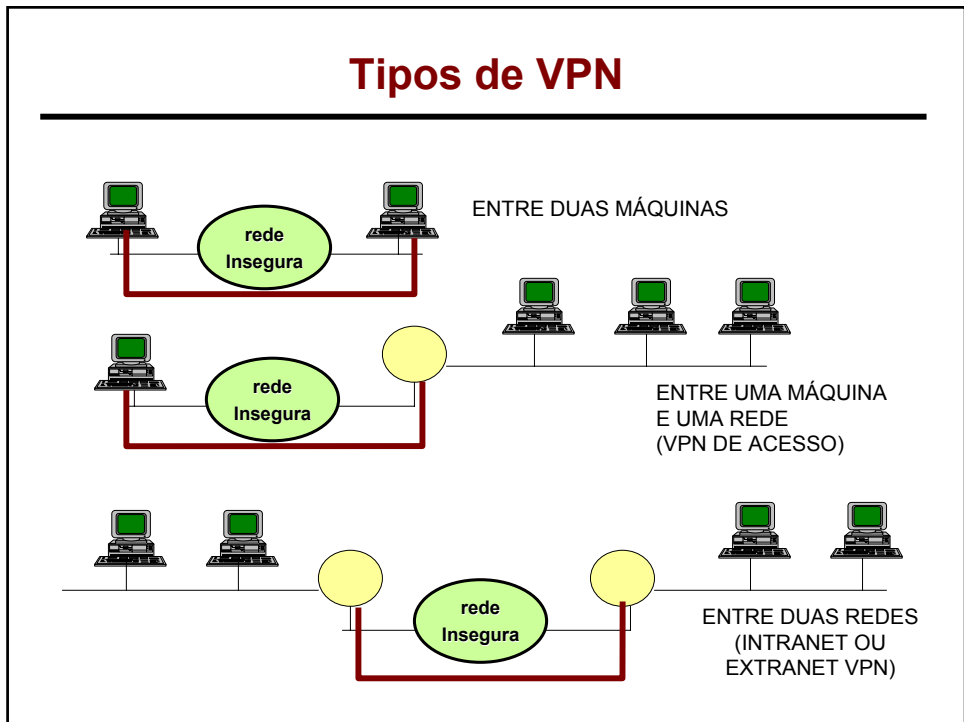 Tipos de VPN
ENTRE DUAS MÁQUINAS
rede
Insegura
rede
Insegura
ENTRE UMA MÁQUINA
E UMA REDE
(VPN DE ACESSO)
rede
Insegura
ENTRE DUAS REDES
(INTRANET OU
EXTRANET VPN)